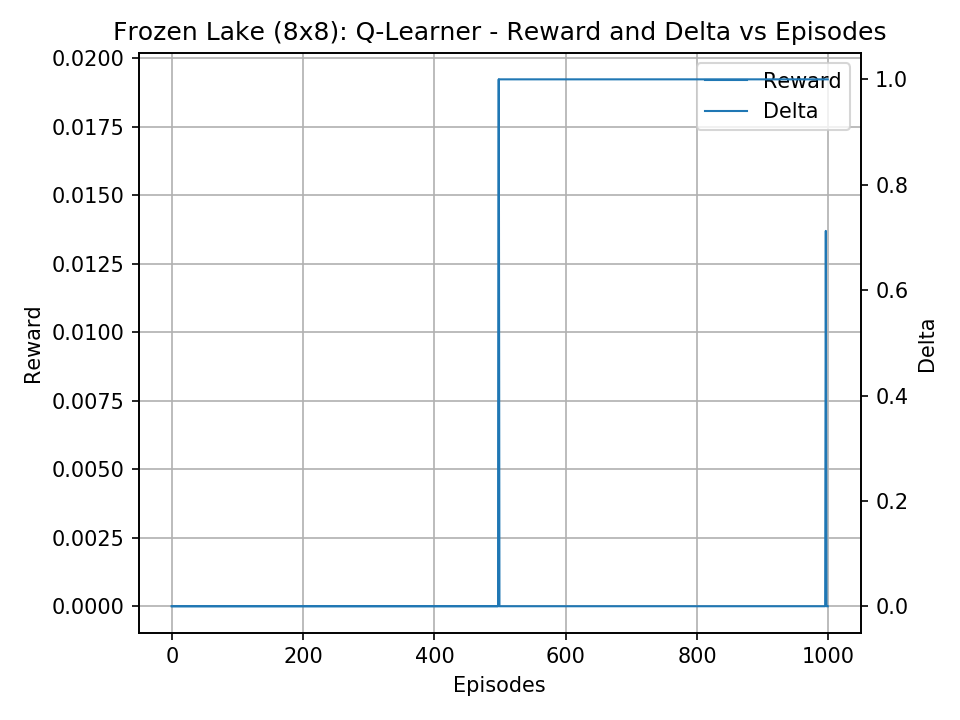 Frozen Lake (8x8): Q-Learner - Reward and Delta vs Episodes
0.0200
0.0175
0.0150
0.0125
0.0100
0.0075
0.0050
0.0025
0.0000
Reward
Reward
Delta
1.0
0.8
0.6
0.4
0.2
0.0
Delta
0 200 400 600 800 1000
Episodes